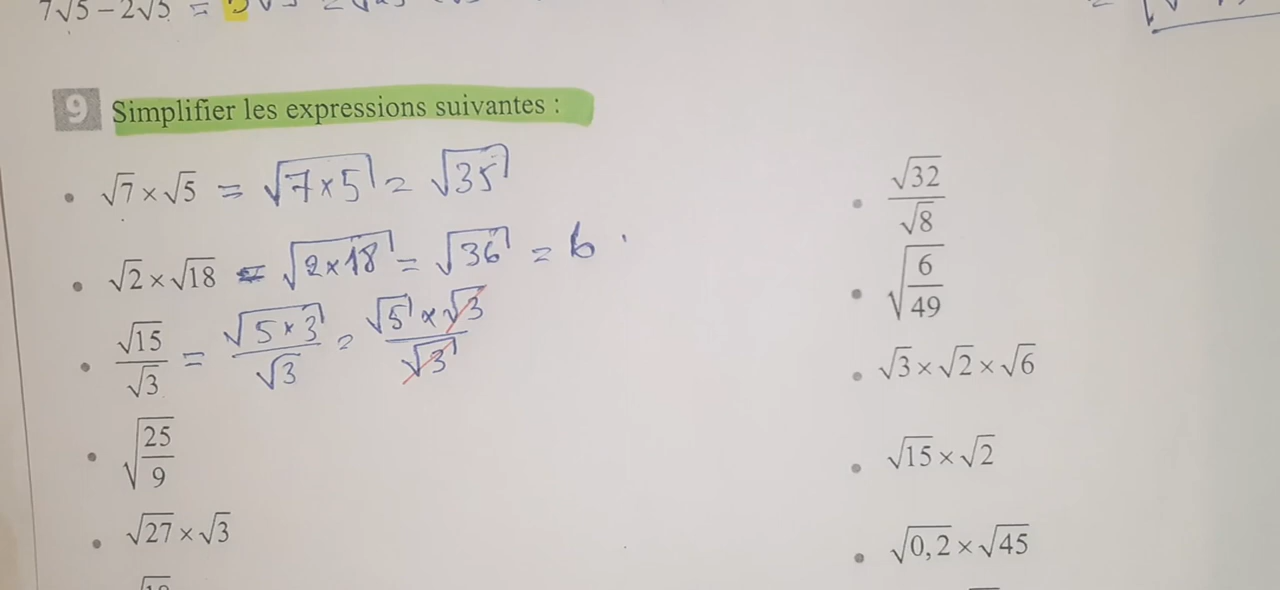 7√5 − 2√5 =
9 Simplifier les expressions suivantes :
• √7 × √5 = √(7×5) = √35
• √2 × √18 = √(2×18) = √36 = 6
• √15/√3 = √(5×3)/√3 = √5 × √3/√3
• √(25/9)
• √27 × √3
• √32/√8
• √(6/49)
• √3 × √2 × √6
• √15 × √2
• √0,2 × √45